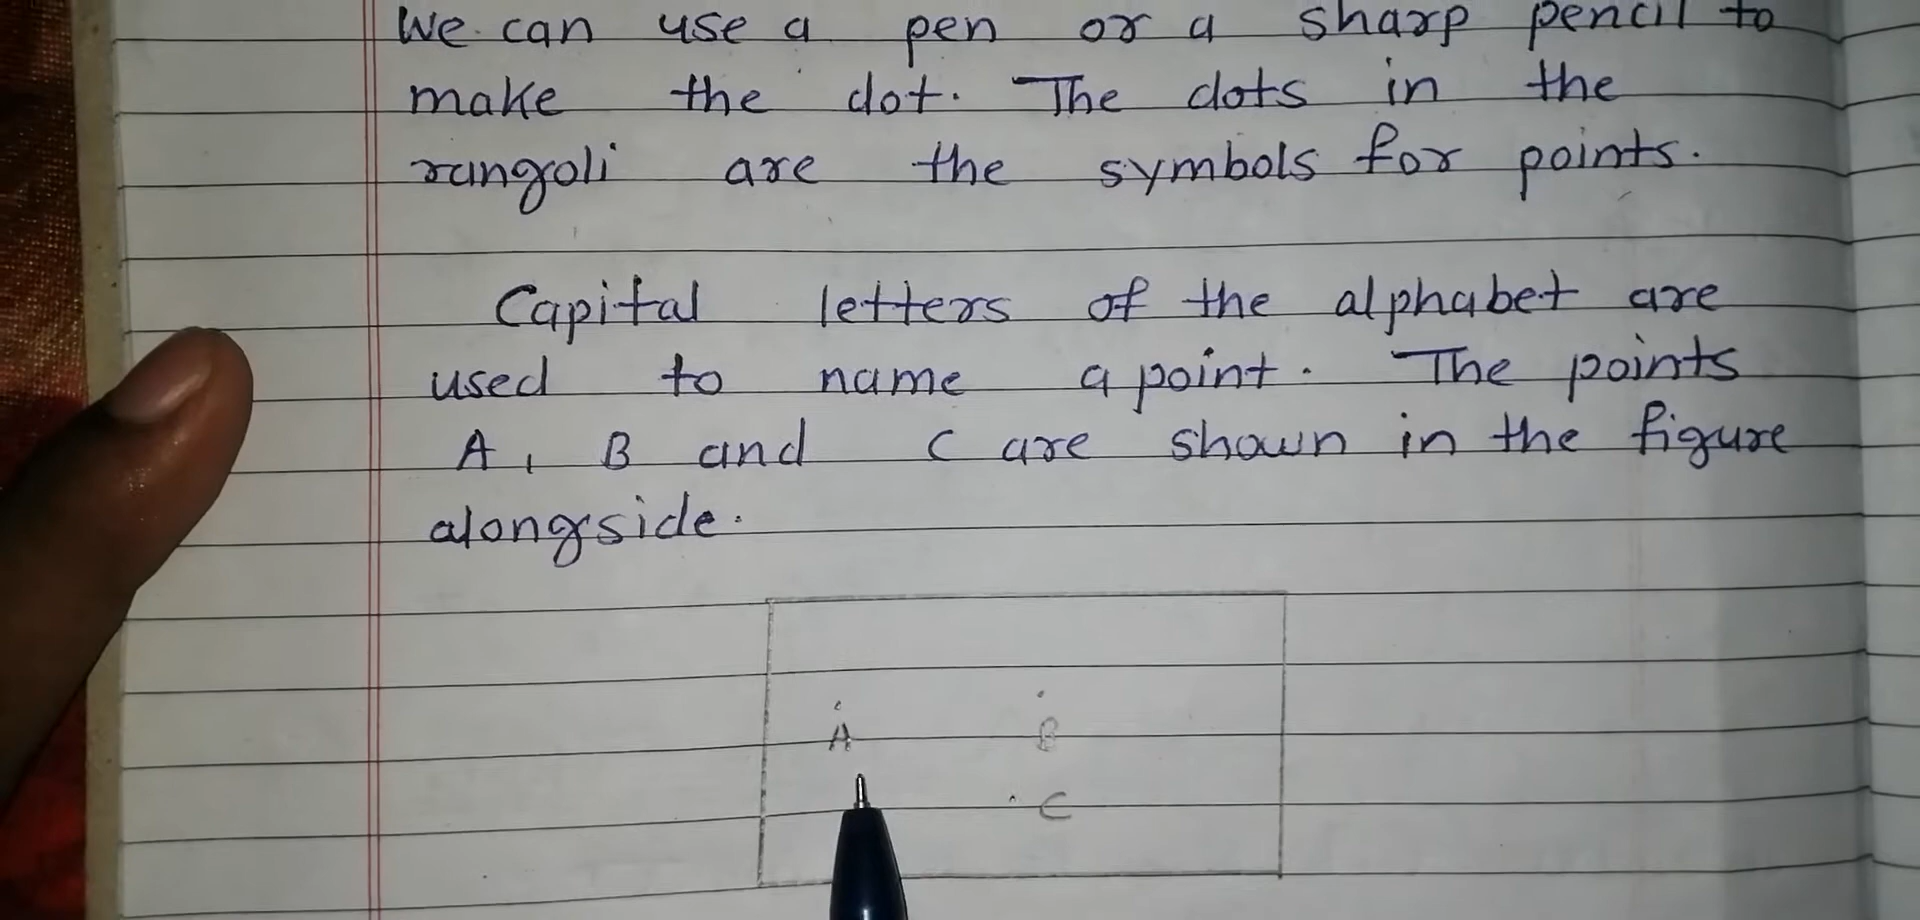 We can use a pen or a sharp pencil to
make the dot. The dots in the
rangoli are the symbols for points.
Capital letters of the alphabet are
used to name a point. The points
A, B and C are shown in the figure
alongside.
A B
C